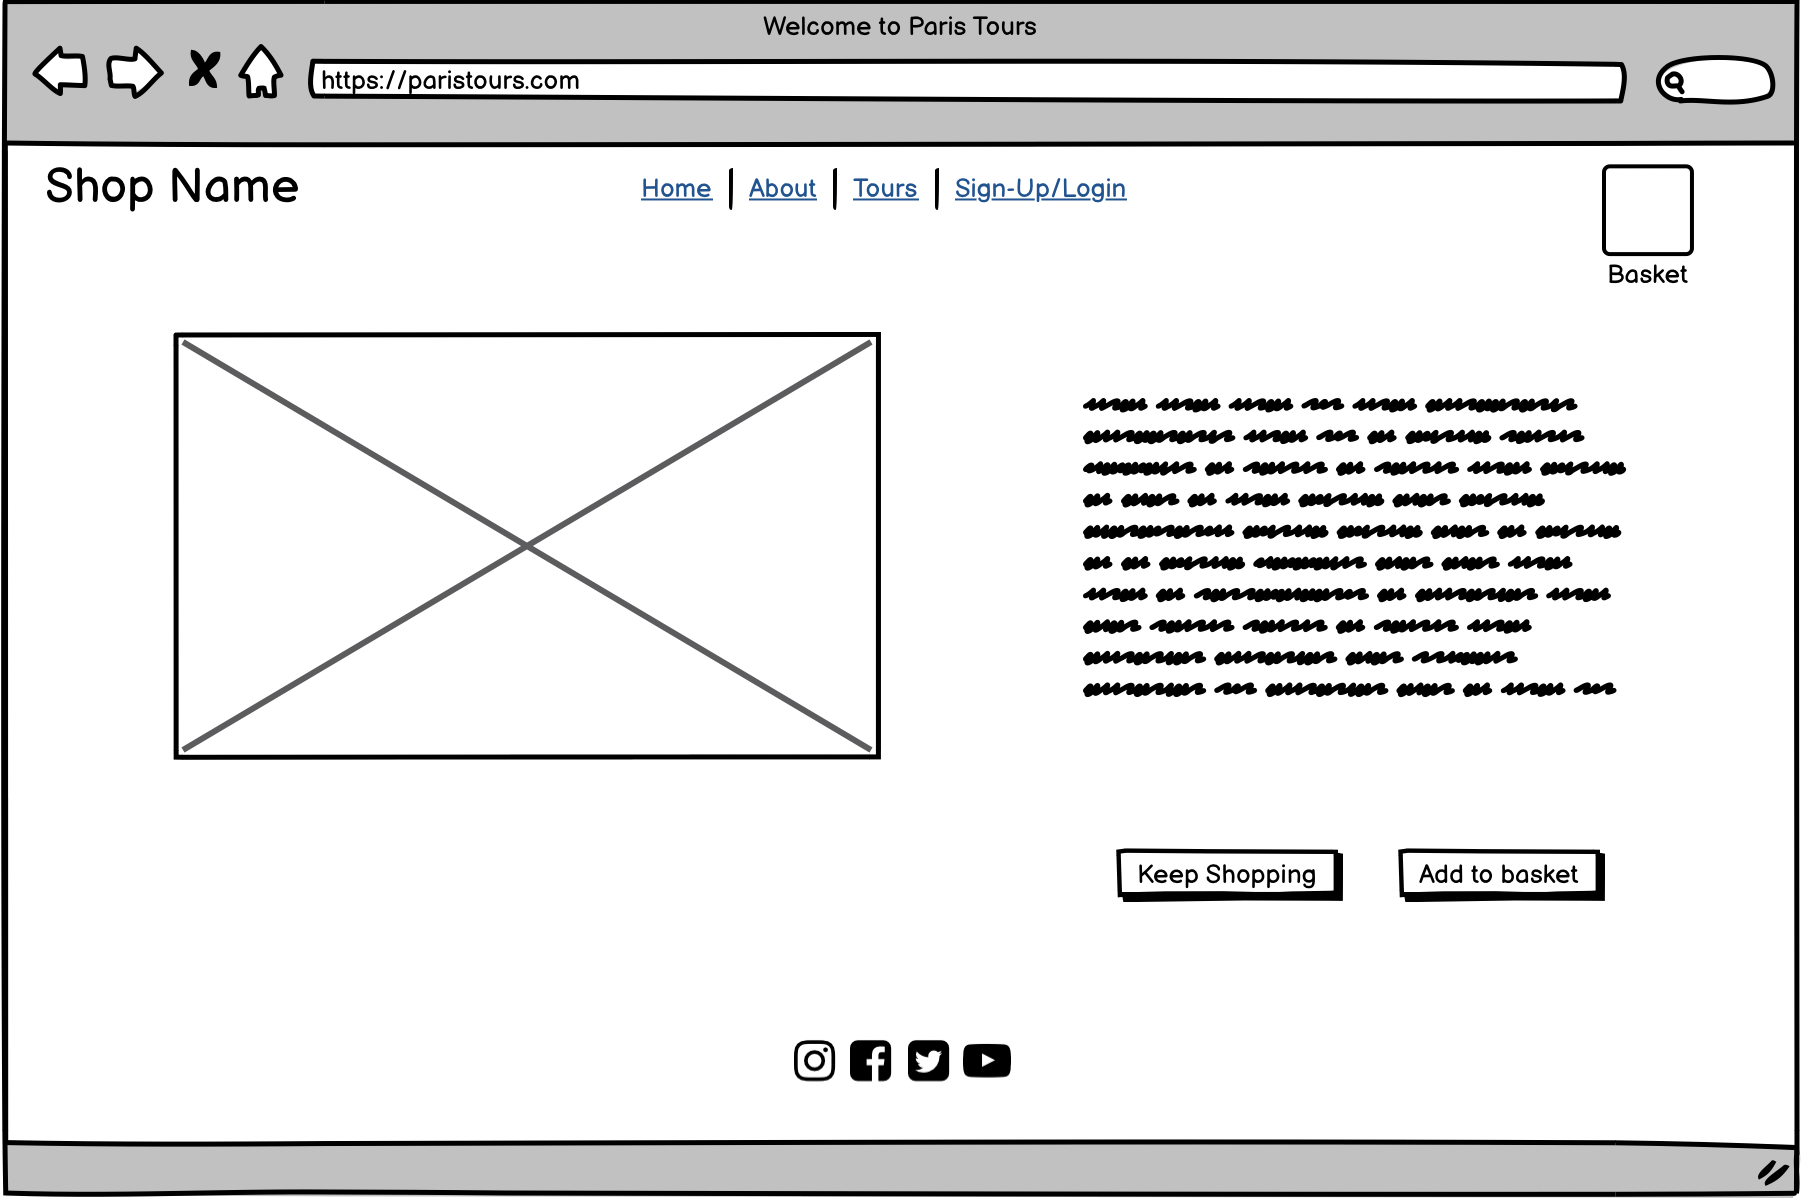 Welcome to Paris Tours
https://paristours.com
Shop Name
Home About Tours Sign-Up/Login
Basket
Keep Shopping Add to basket